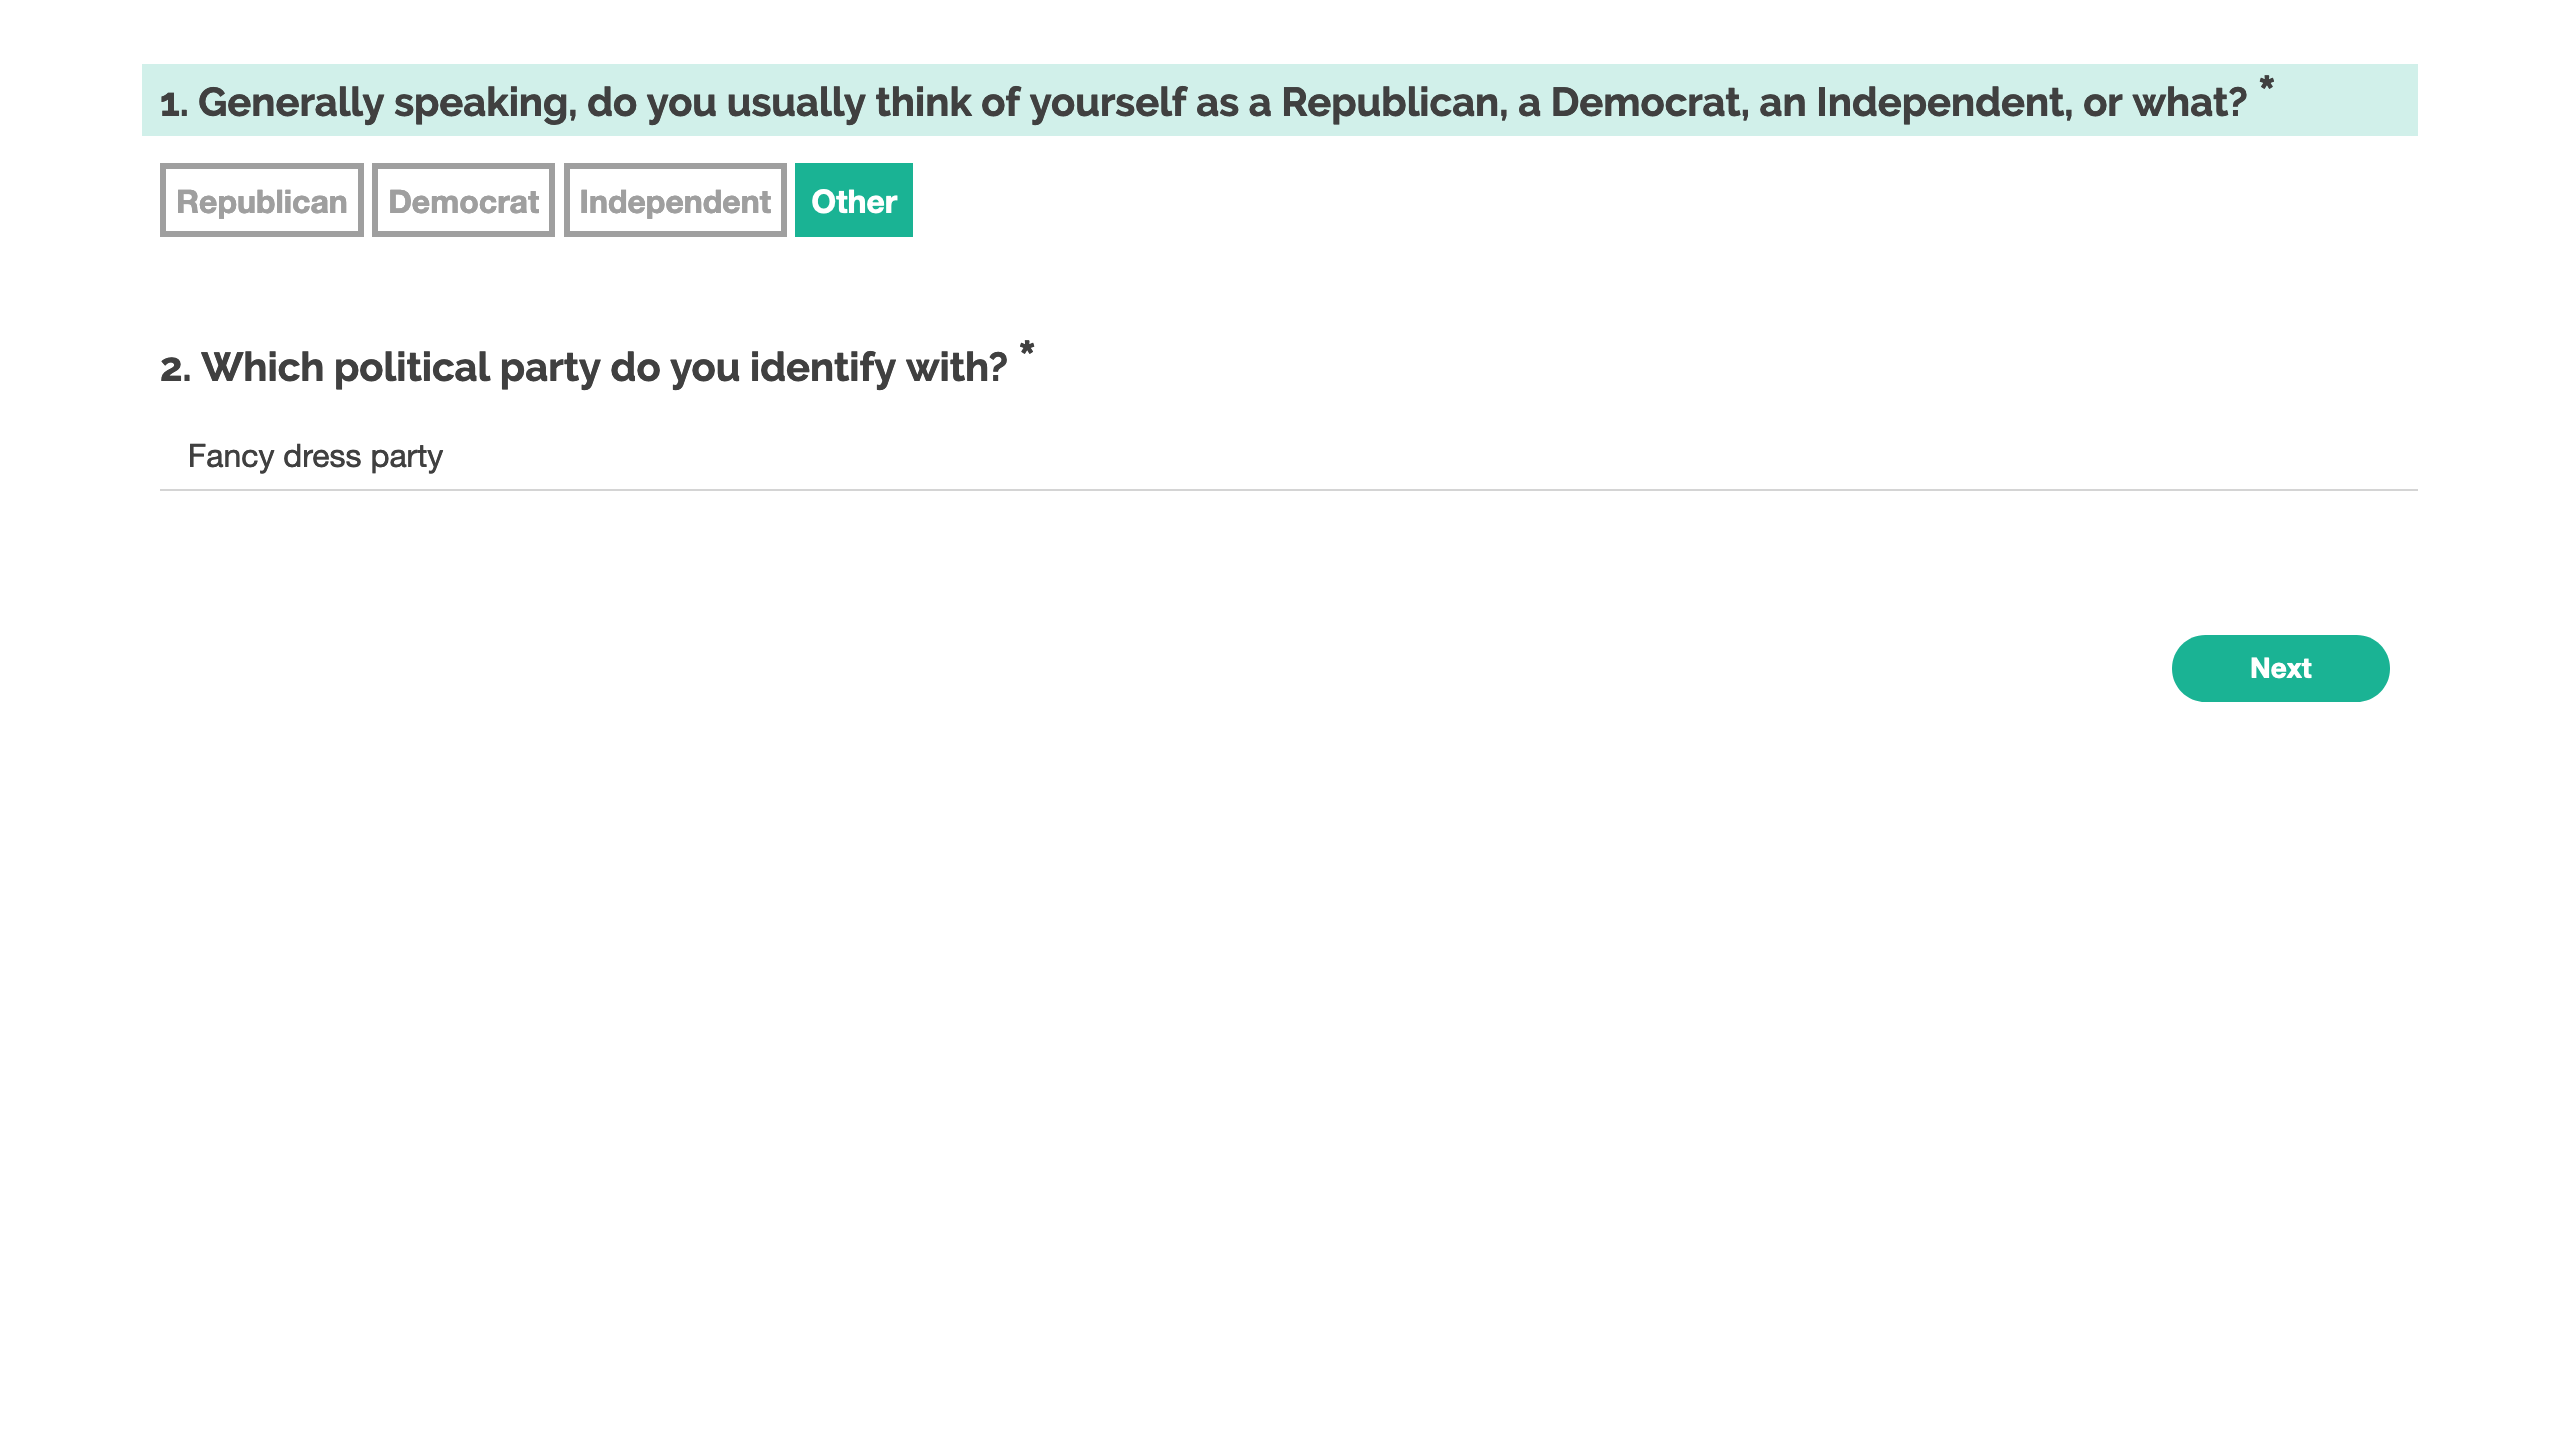 1. Generally speaking, do you usually think of yourself as a Republican, a Democrat, an Independent, or what? *
Republican Democrat Independent Other
2. Which political party do you identify with? *
Fancy dress party
Next